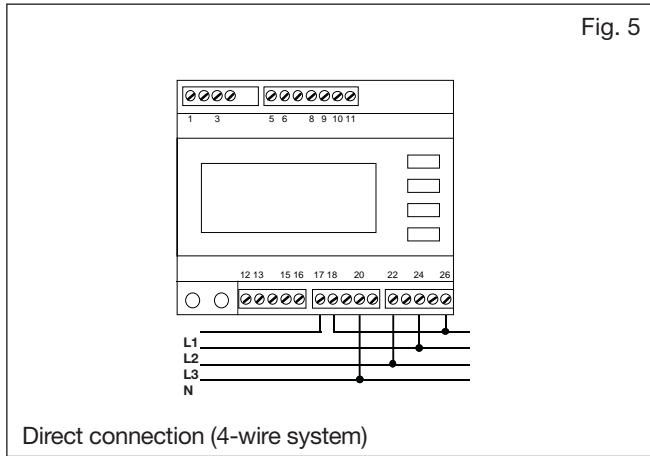 Fig. 5
1 3 5 6 8 9 10 11
12 13 15 16 17 18 20 22 24 26
L1
L2
L3
N
Direct connection (4-wire system)